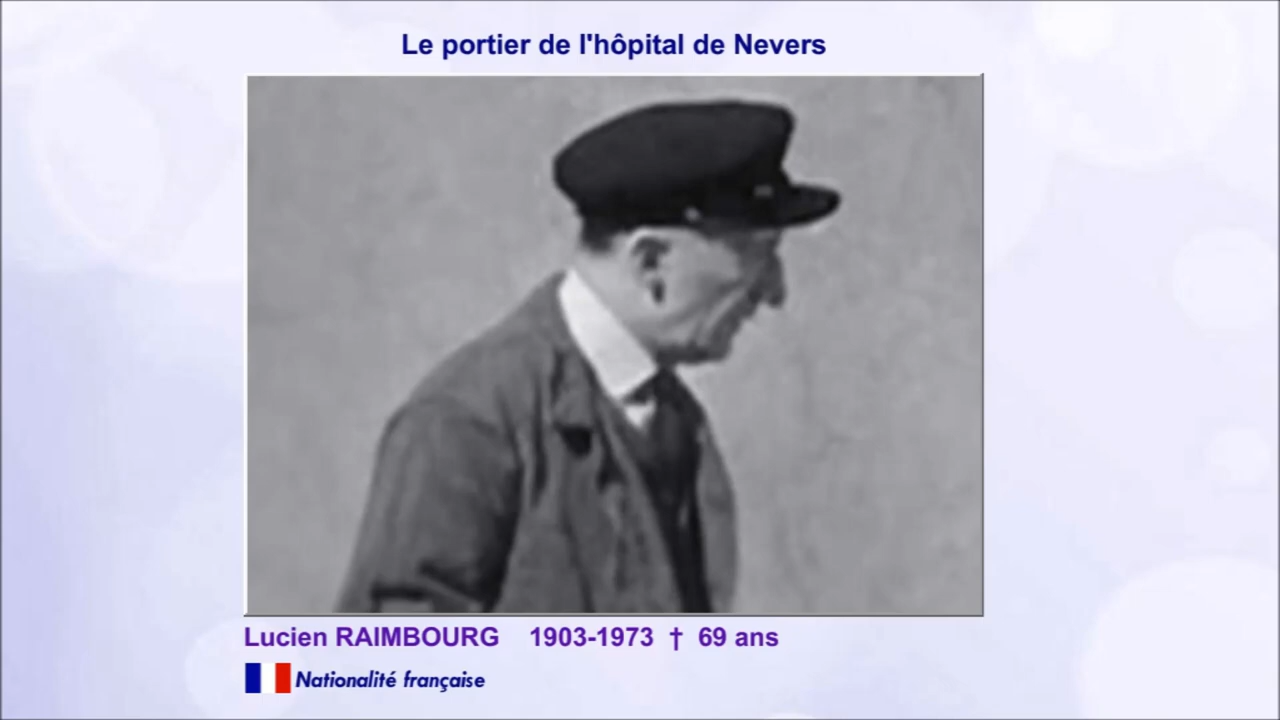 Le portier de l'hôpital de Nevers
Lucien RAIMBOURG 1903-1973 † 69 ans
Nationalité française